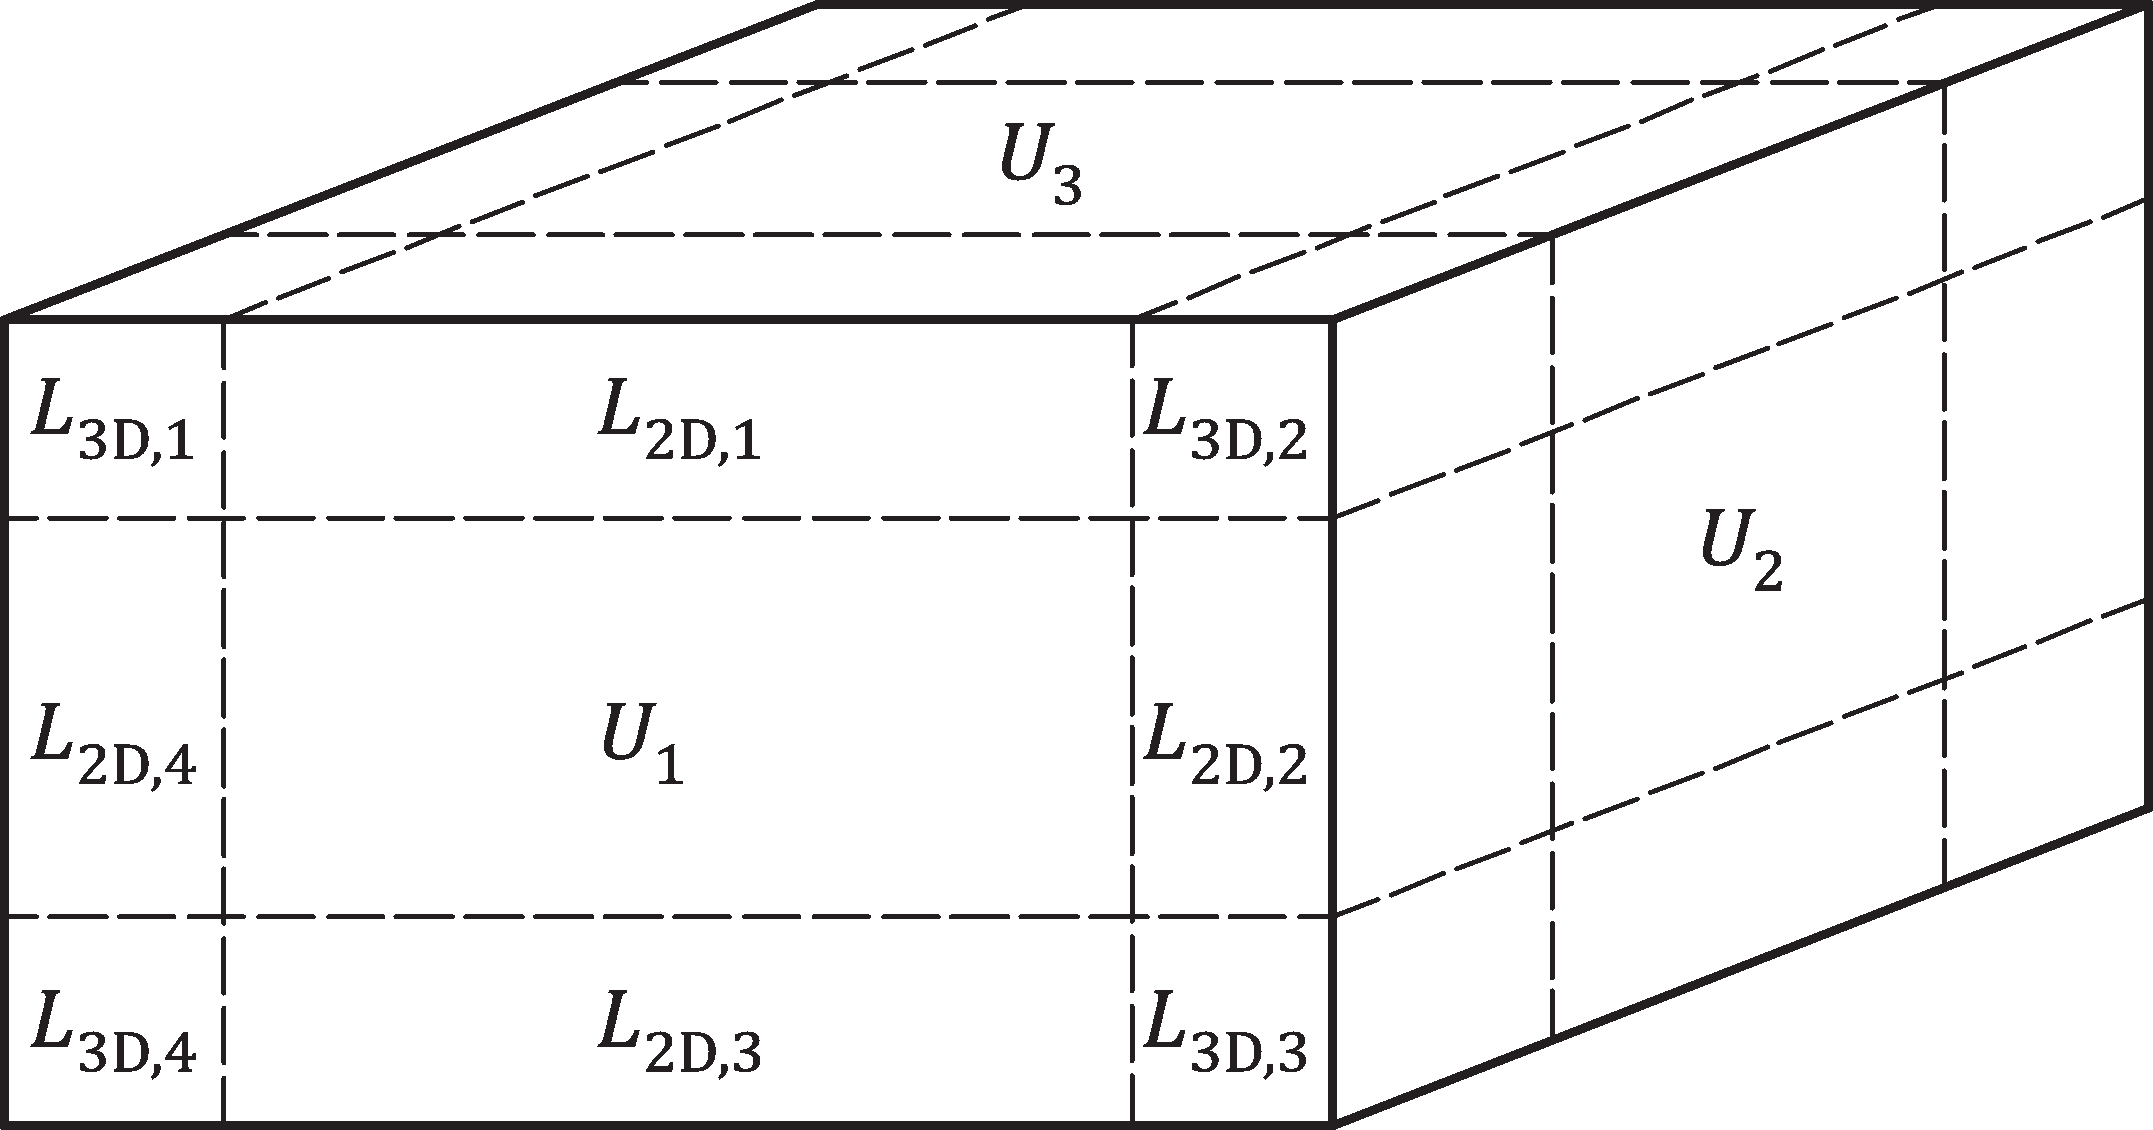 U₃
L₃D,₁ L₂D,₁ L₃D,₂
U₂
L₂D,₄ U₁ L₂D,₂
L₃D,₄ L₂D,₃ L₃D,₃